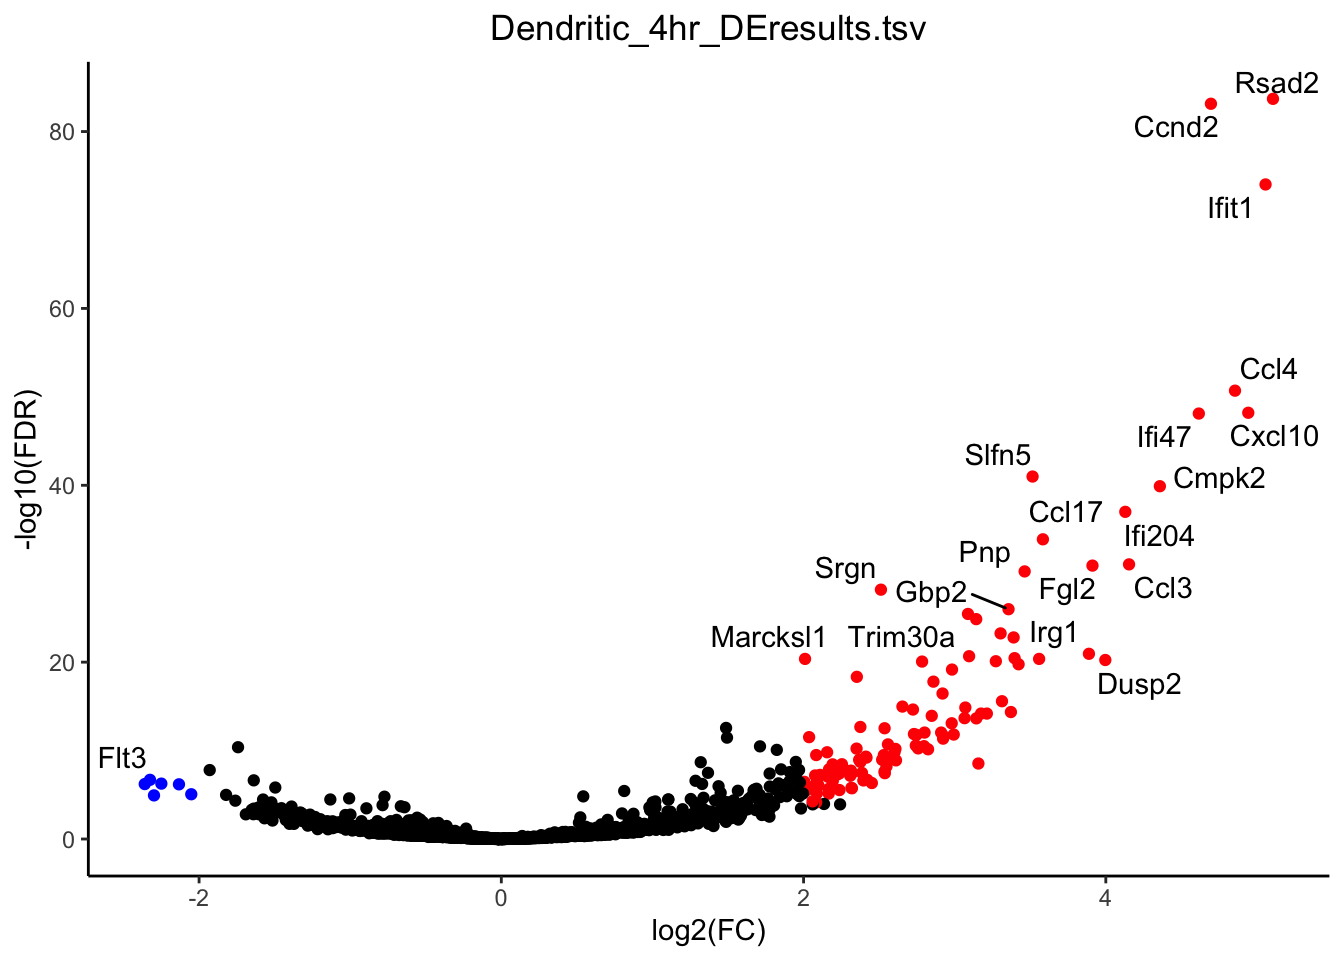 Dendritic_4hr_DEresults.tsv
Rsad2
Ccnd2
80
Ifit1
60
Ccl4
Ifi47
Cxcl10
Slfn5
Cmpk2
40
Ccl17
Ifi204
Pnp
Srgn
Fgl2
Ccl3
Gbp2
Marcksl1
Trim30a
Irg1
20
Dusp2
Flt3
0
-2
0
2
4
log2(FC)
-log10(FDR)